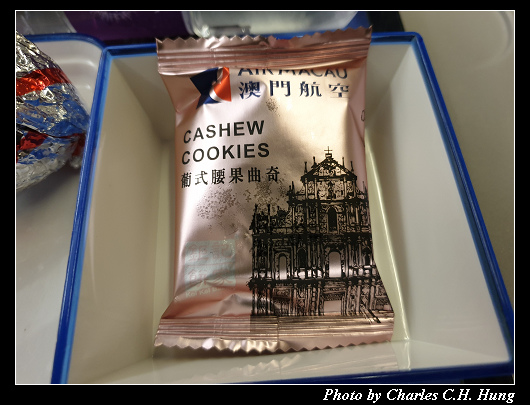 AIR MACAU
澳門航空
CASHEW
COOKIES
葡式腰果曲奇
Photo by Charles C.H. Hung